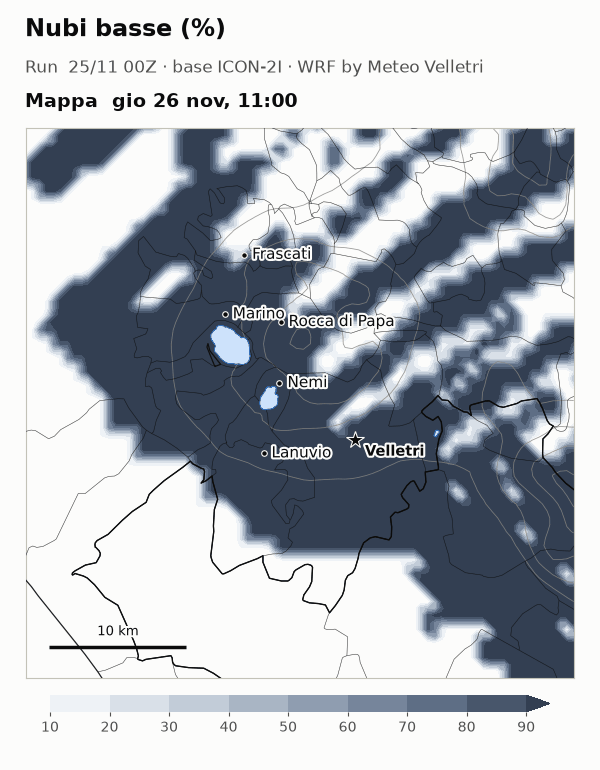 Nubi basse (%)
Run 25/11 00Z · base ICON-2I · WRF by Meteo Velletri
Mappa gio 26 nov, 11:00
Frascati
Marino
Rocca di Papa
Nemi
Velletri
Lanuvio
10 km
10 20 30 40 50 60 70 80 90